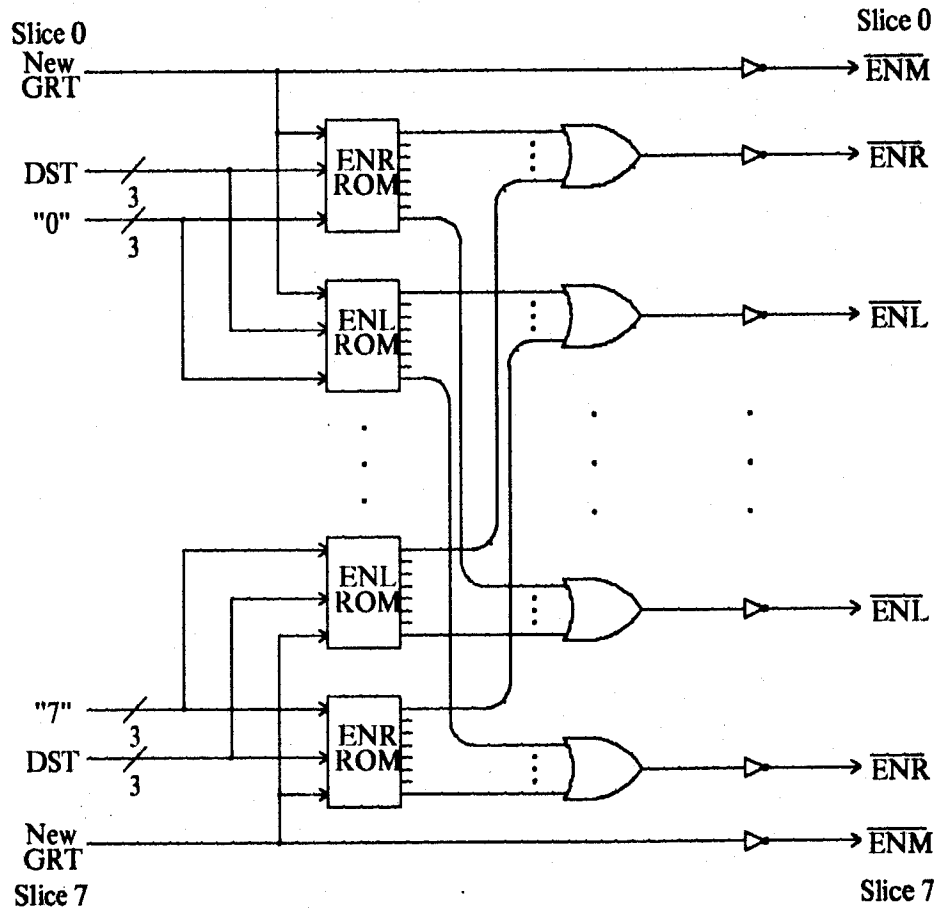 Slice 0
Slice 0
New
GRT
ENM
ENR
ROM
ENR
DST
3
"0"
3
ENL
ROM
ENL
ENL
ROM
ENL
"7"
3
ENR
ROM
DST
3
ENR
New
GRT
ENM
Slice 7
Slice 7